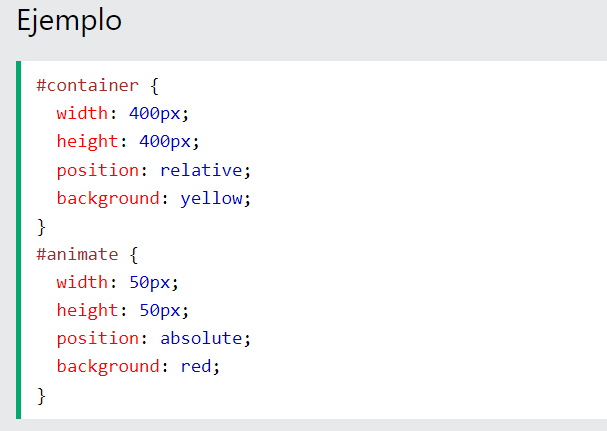 Ejemplo
#container {
  width: 400px;
  height: 400px;
  position: relative;
  background: yellow;
}
#animate {
  width: 50px;
  height: 50px;
  position: absolute;
  background: red;
}